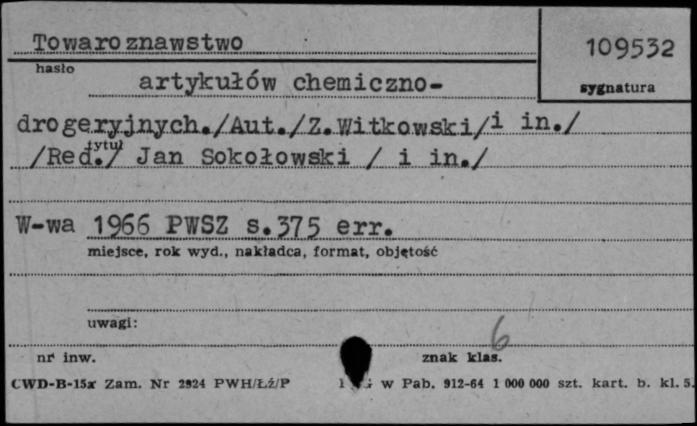 Towaroznawstwo
109532
hasło
sygnatura
artykułów chemiczno-
drogeryjnych./Aut./Z.Witkowski/i in./
tytuł
/Red./ Jan Sokołowski / i in./
W-wa 1966 PWSZ s.375 err.
miejsce, rok wyd., nakładca, format, objętość
uwagi:
6
nr inw.
znak klas.
CWD-B-15x Zam. Nr 2924 PWH/Łź/P
w Pab. 912-64 1 000 000 szt. kart. b. kl. 5.